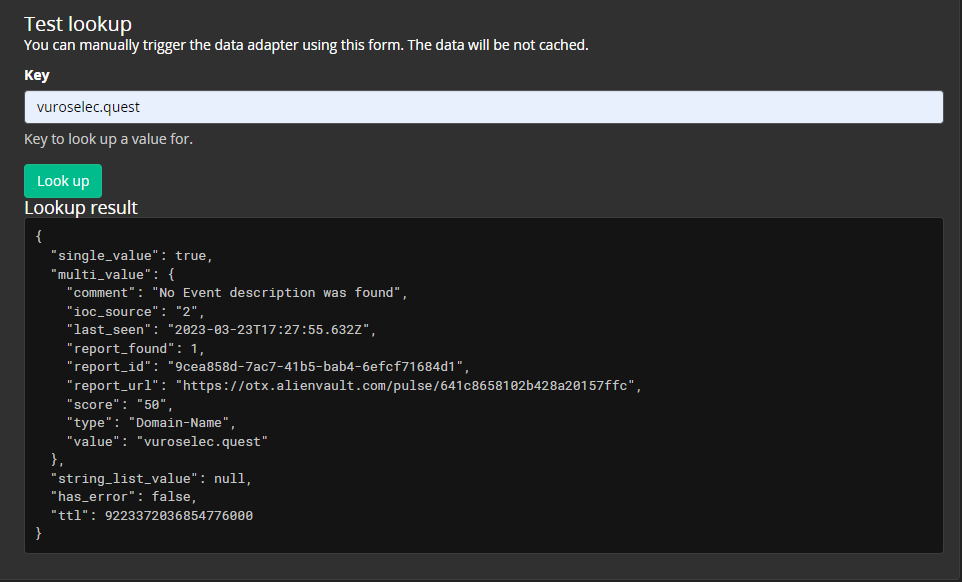 Test lookup
You can manually trigger the data adapter using this form. The data will be not cached.
Key
vuroselec.quest
Key to look up a value for.
Look up
Lookup result
{
"single_value": true,
"multi_value": {
"comment": "No Event description was found",
"ioc_source": "2",
"last_seen": "2023-03-23T17:27:55.632Z",
"report_found": 1,
"report_id": "9cea858d-7ac7-41b5-bab4-6efcf71684d1",
"report_url": "https://otx.alienvault.com/pulse/641c8658102b428a20157ffc",
"score": "50",
"type": "Domain-Name",
"value": "vuroselec.quest"
},
"string_list_value": null,
"has_error": false,
"ttl": 9223372036854776000
}